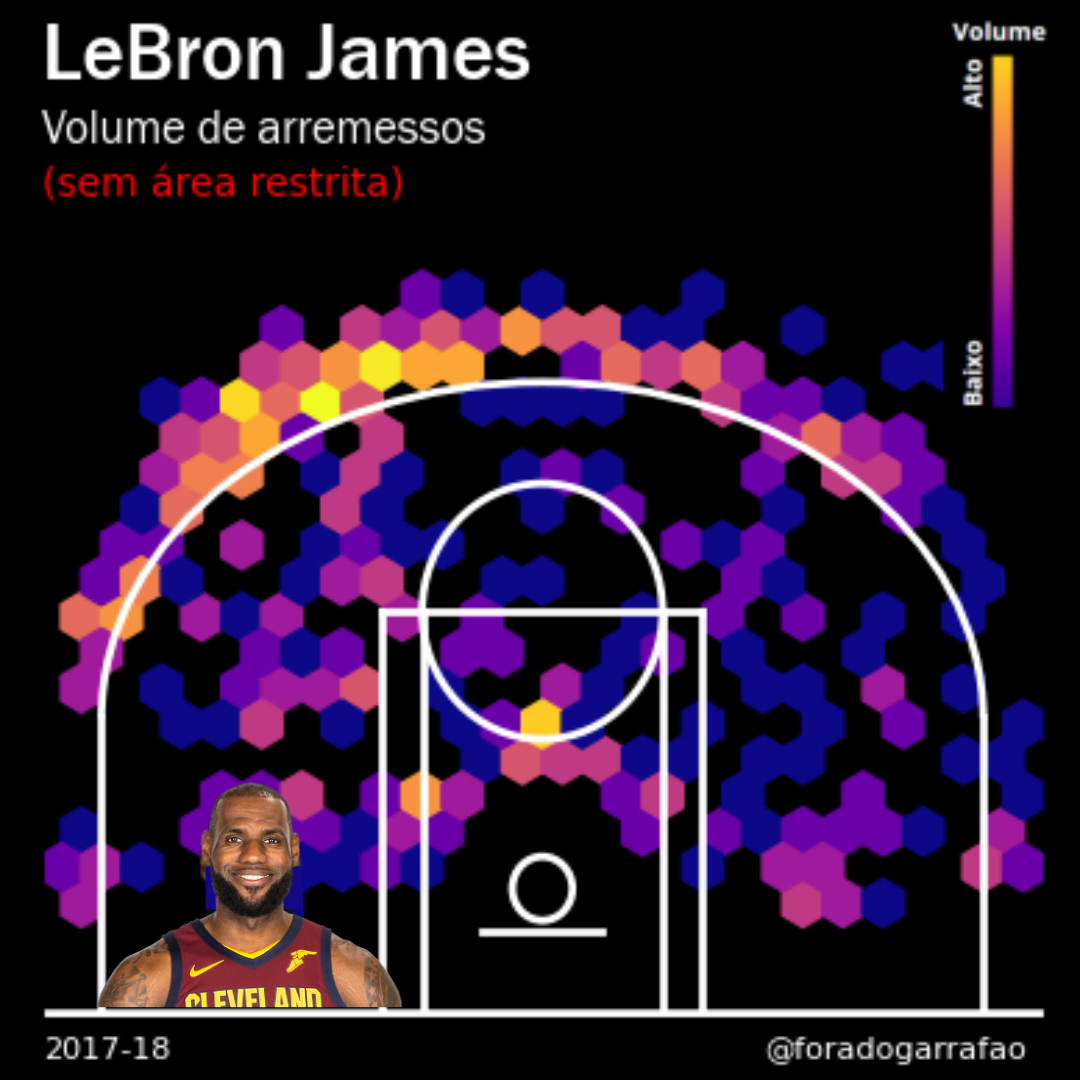 LeBron James
Volume de arremessos
(sem área restrita)
Volume
Alto
Baixo
CLEVELAND
2017-18
@foradogarrafao